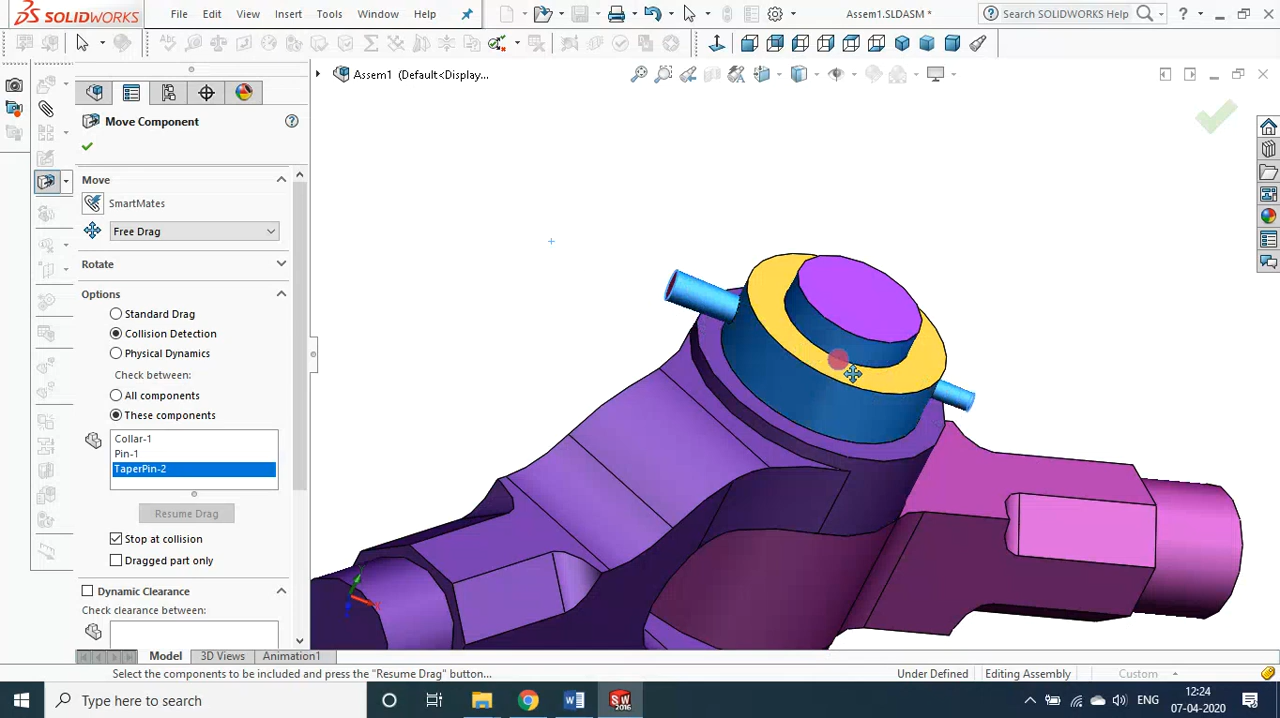 SOLIDWORKS File Edit View Insert Tools Window Help Assem1.SLDASM * Search SOLIDWORKS Help ?
Assem1 (Default<Display...
Move Component
Move
SmartMates
Free Drag
Rotate
Options
Standard Drag
Collision Detection
Physical Dynamics
Check between:
All components
These components
Collar-1
Pin-1
TaperPin-2
Resume Drag
Stop at collision
Dragged part only
Dynamic Clearance
Check clearance between:
Model 3D Views Animation1
Select the components to be included and press the "Resume Drag" button... Under Defined Editing Assembly Custom
Type here to search ENG 12:24
07-04-2020
SW
2016